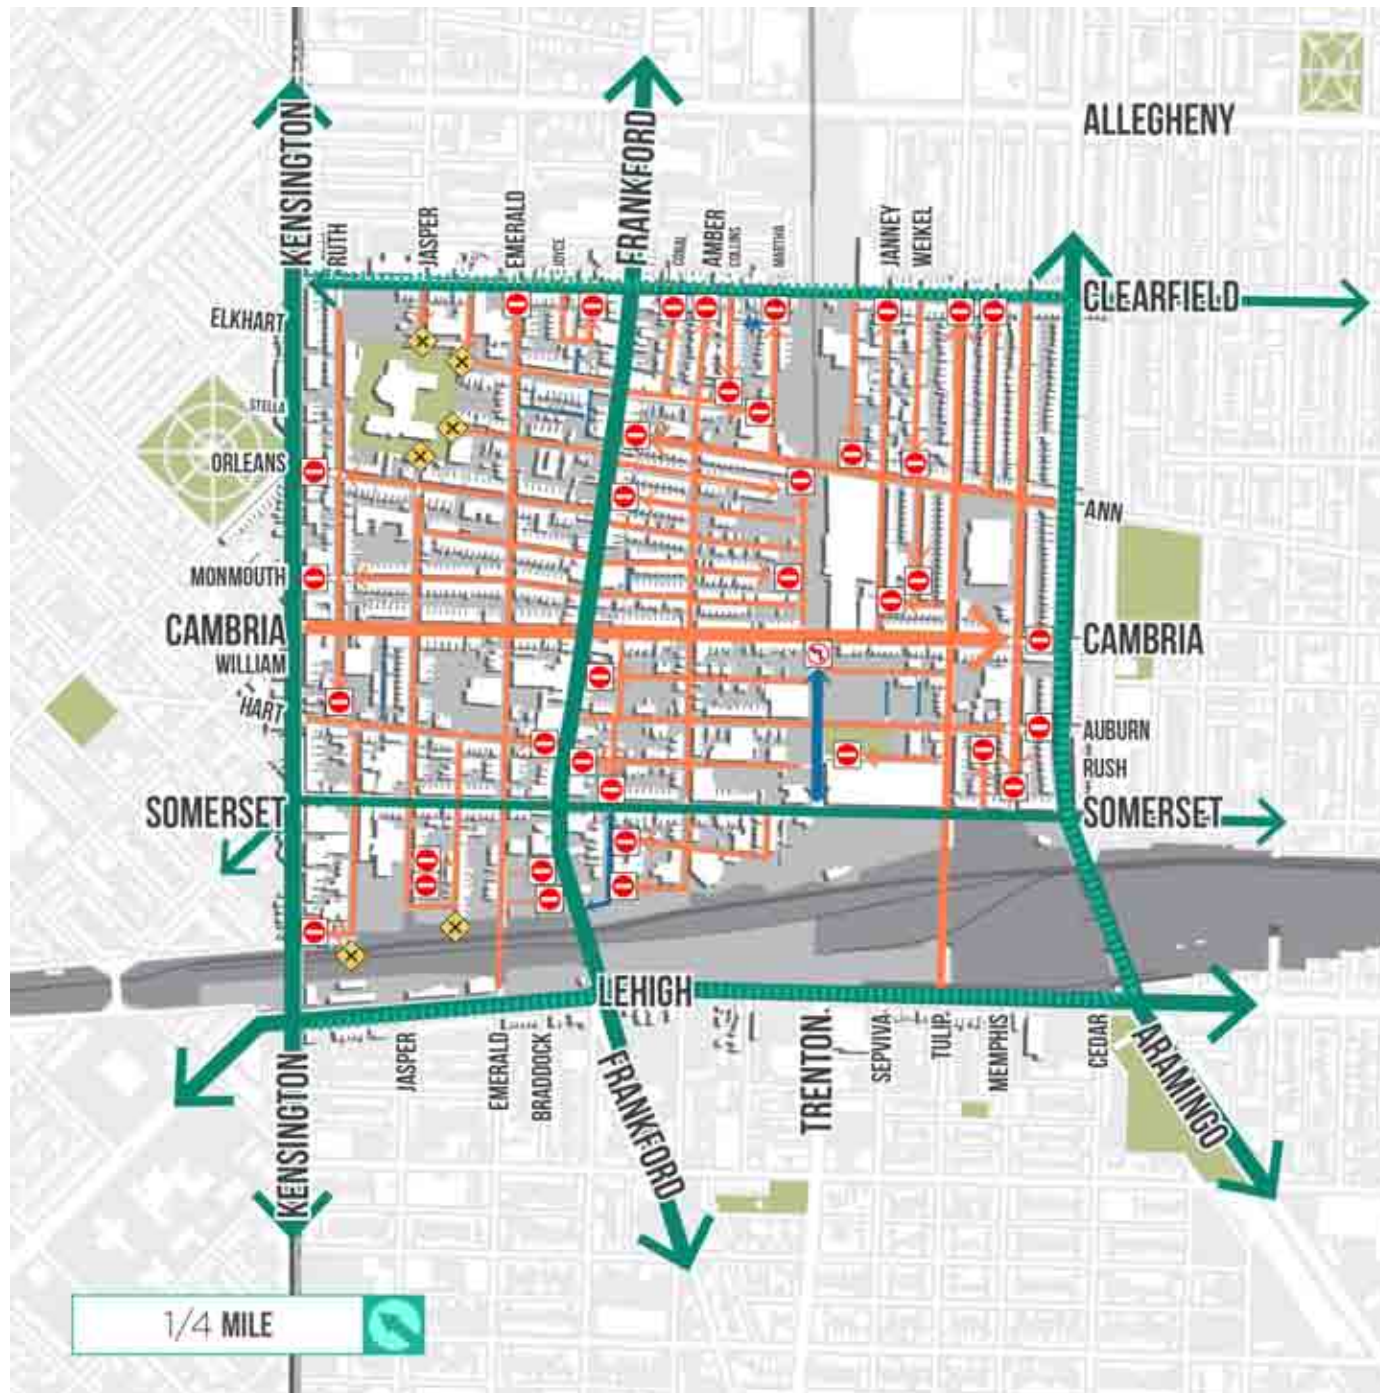 ALLEGHENY
KENSINGTON
FRANKFORD
RUTH
JASPER
EMERALD
JOYCE
CORAL
AMBER
COLLINS
MARTHA
JANNEY
WEIKEL
CLEARFIELD
ELKHART
STELLA
ORLEANS
ANN
MONMOUTH
CAMBRIA
CAMBRIA
WILLIAM
HART
AUBURN
RUSH
SOMERSET
SOMERSET
LEHIGH
KENSINGTON
JASPER
EMERALD
BRADDOCK
FRANKFORD
TRENTON
SEPVIVA
TULIP
MEMPHIS
CEDAR
ARAMINGO
1/4 MILE